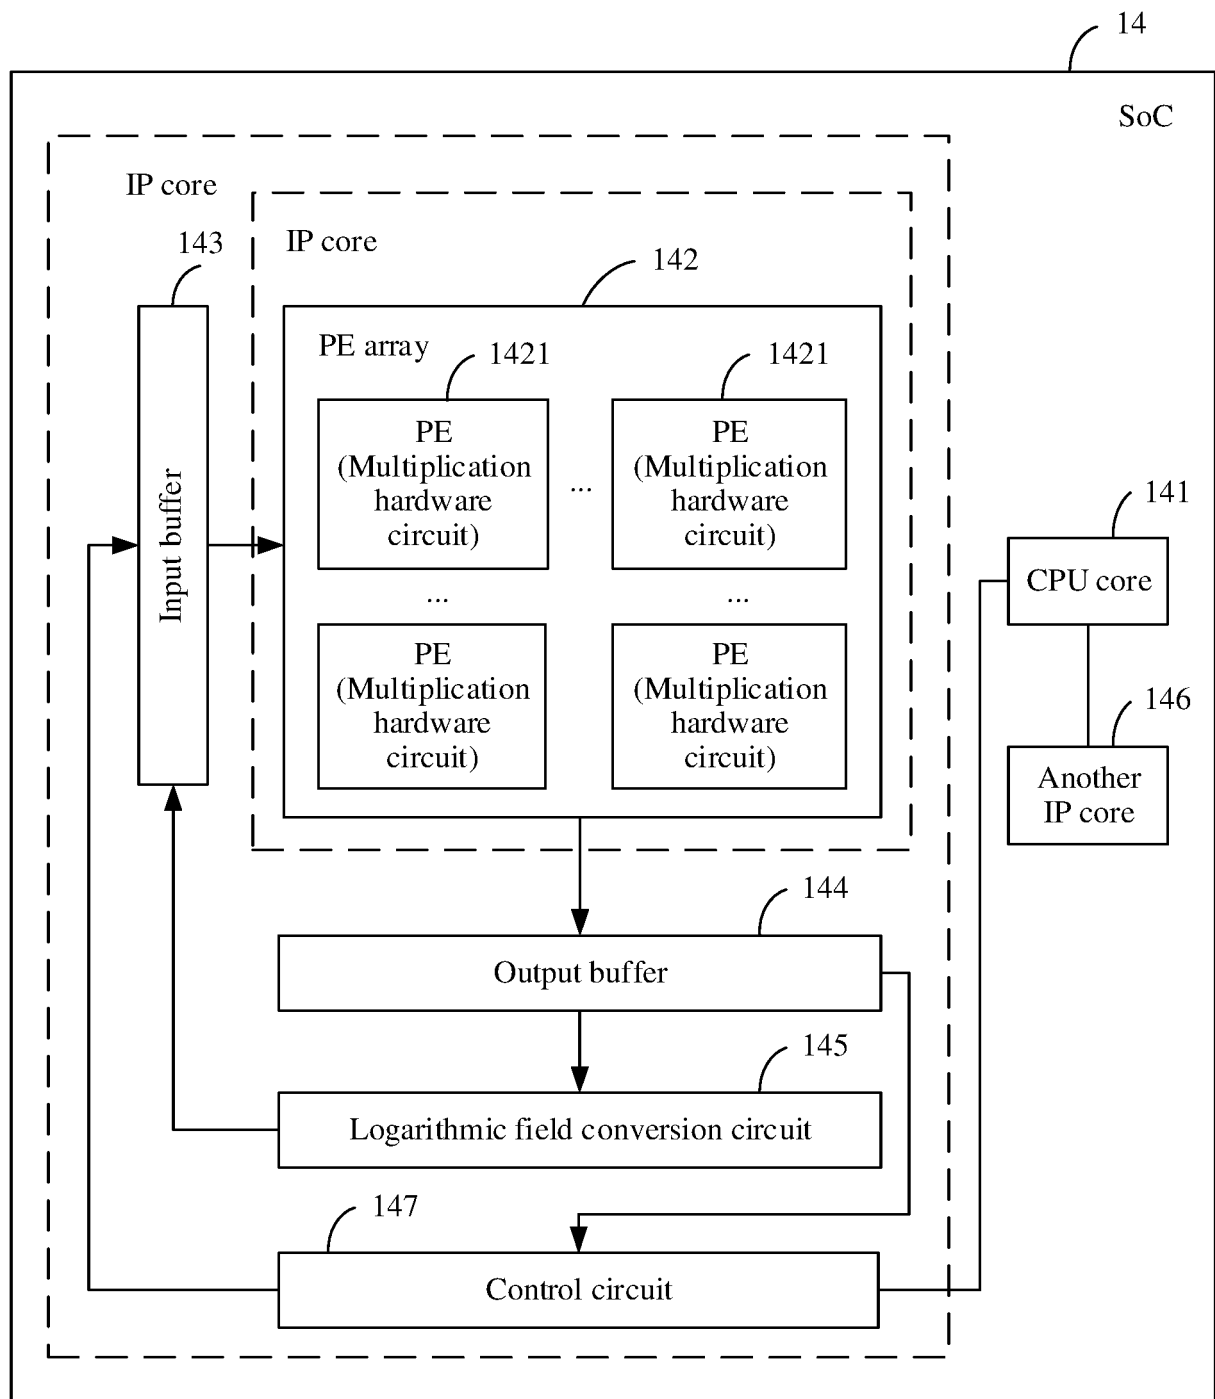 14
SoC
IP core
143
IP core
142
PE array
1421
1421
PE
(Multiplication
hardware
circuit)
...
PE
(Multiplication
hardware
circuit)
...
...
PE
(Multiplication
hardware
circuit)
PE
(Multiplication
hardware
circuit)
Input buffer
141
CPU core
146
Another
IP core
144
Output buffer
145
Logarithmic field conversion circuit
147
Control circuit